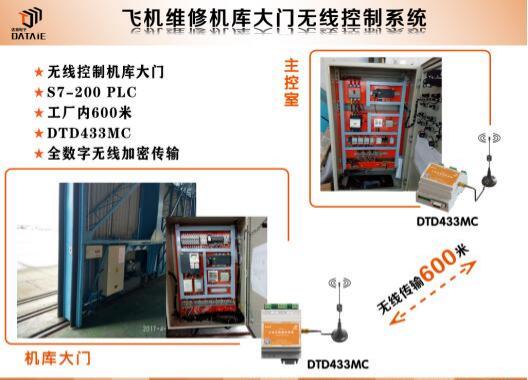 DATAIE
飞机维修机库大门无线控制系统
★无线控制机库大门
★S7-200 PLC
★工厂内600米
★DTD433MC
★全数字无线加密传输
主控室
DTD433MC
无线传输600米
机库大门
DTD433MC